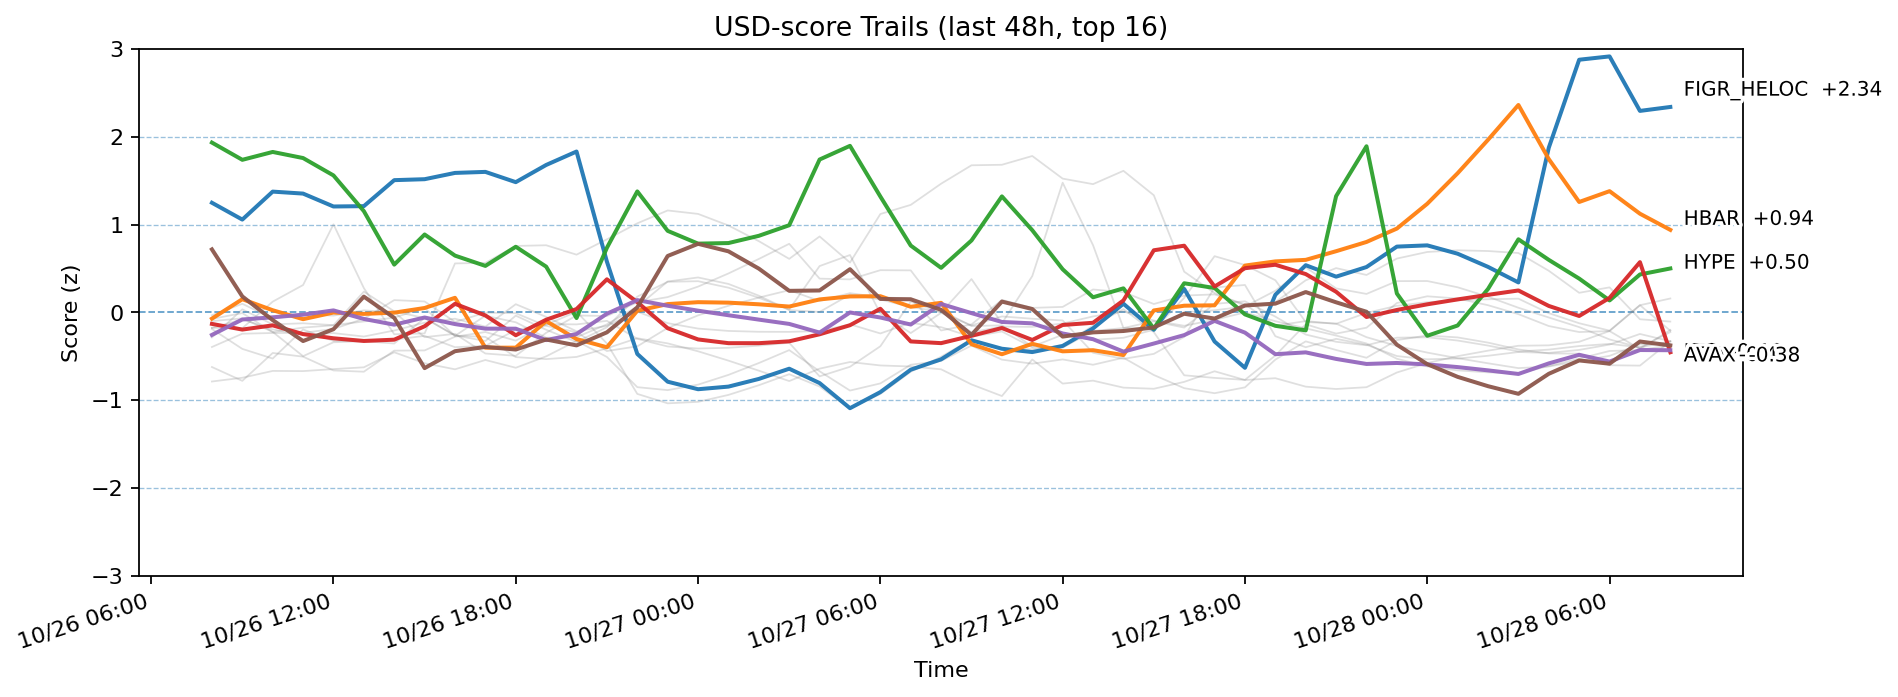 USD-score Trails (last 48h, top 16)
Score (z)
3
2
1
0
−1
−2
−3
FIGR_HELOC +2.34
HBAR +0.94
HYPE +0.50
AVAX -0.38
10/26 06:00
10/26 12:00
10/26 18:00
10/27 00:00
10/27 06:00
10/27 12:00
10/27 18:00
10/28 00:00
10/28 06:00
Time